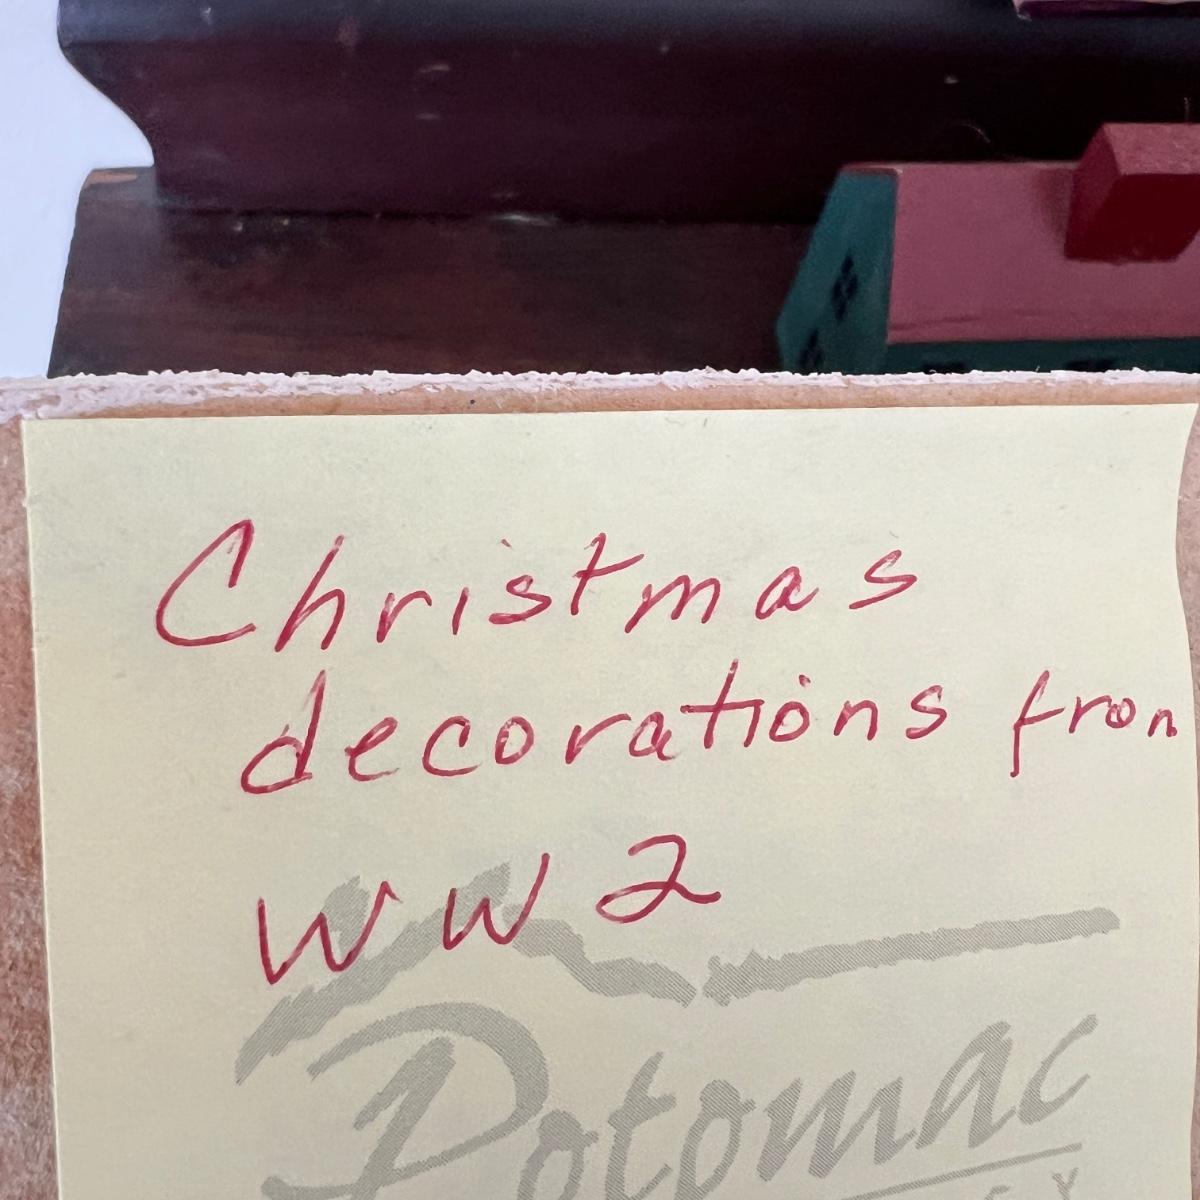 Christmas
decorations from
WW2
Potomac